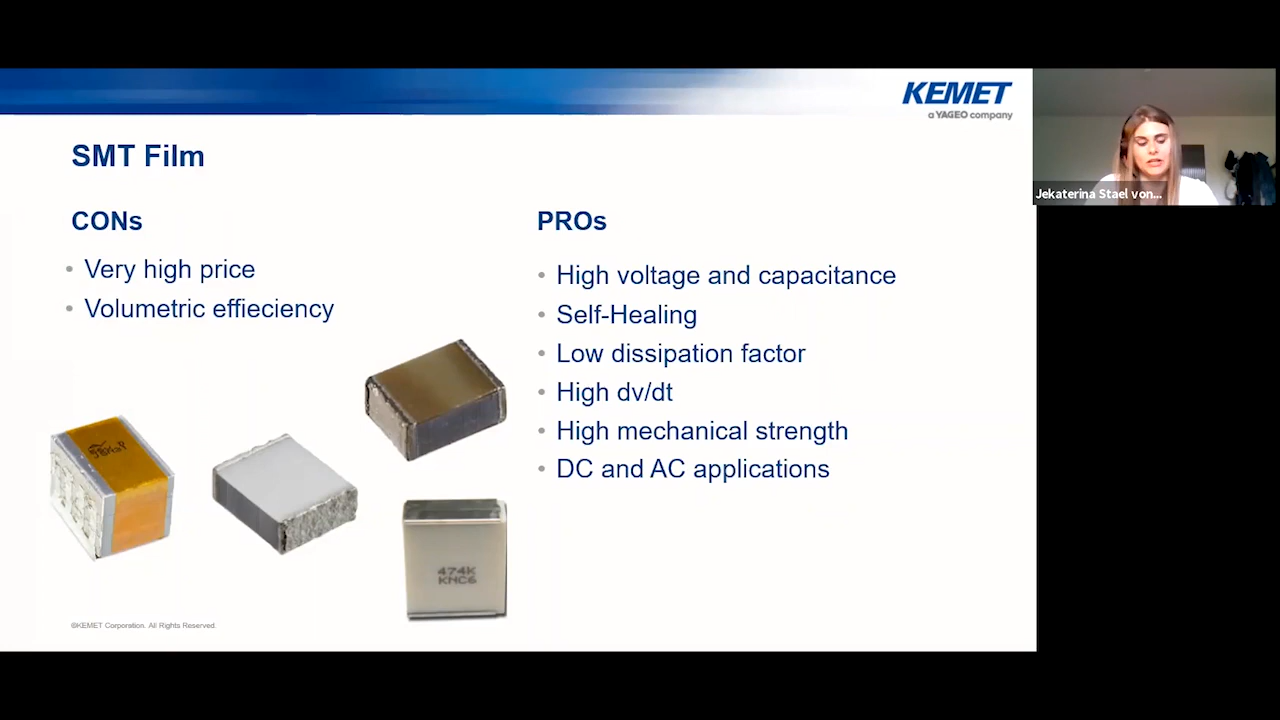 KEMET
a YAGEO company
SMT Film
CONs
• Very high price
• Volumetric effieciency
PROs
• High voltage and capacitance
• Self-Healing
• Low dissipation factor
• High dv/dt
• High mechanical strength
• DC and AC applications
474K
KNC6
©KEMET Corporation. All Rights Reserved.
Jekaterina Stael von...